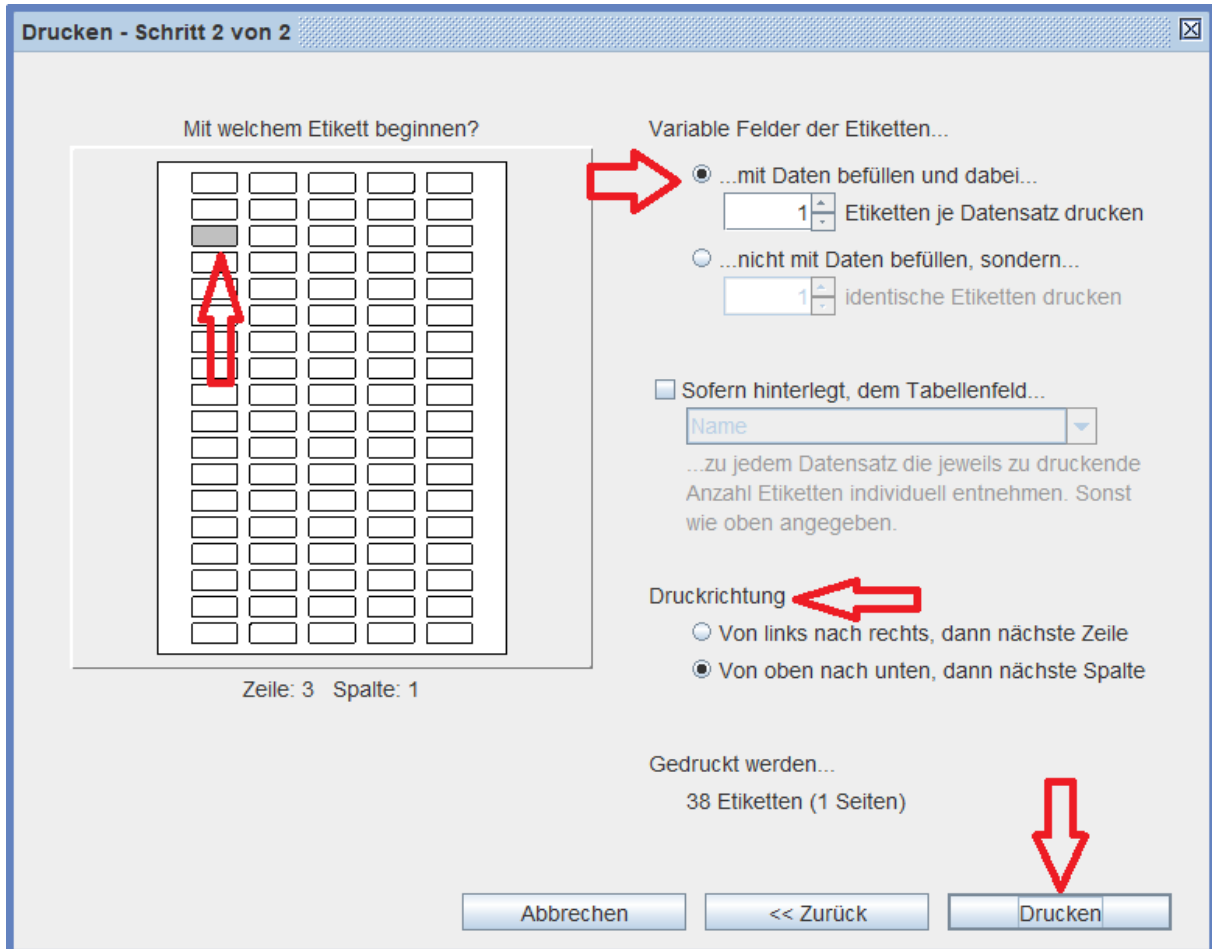 Drucken - Schritt 2 von 2
Mit welchem Etikett beginnen?
Zeile: 3 Spalte: 1
Variable Felder der Etiketten...
...mit Daten befüllen und dabei...
1 Etiketten je Datensatz drucken
...nicht mit Daten befüllen, sondern...
1 identische Etiketten drucken
Sofern hinterlegt, dem Tabellenfeld...
Name
...zu jedem Datensatz die jeweils zu druckende
Anzahl Etiketten individuell entnehmen. Sonst
wie oben angegeben.
Druckrichtung
Von links nach rechts, dann nächste Zeile
Von oben nach unten, dann nächste Spalte
Gedruckt werden...
38 Etiketten (1 Seiten)
Abbrechen
<< Zurück
Drucken